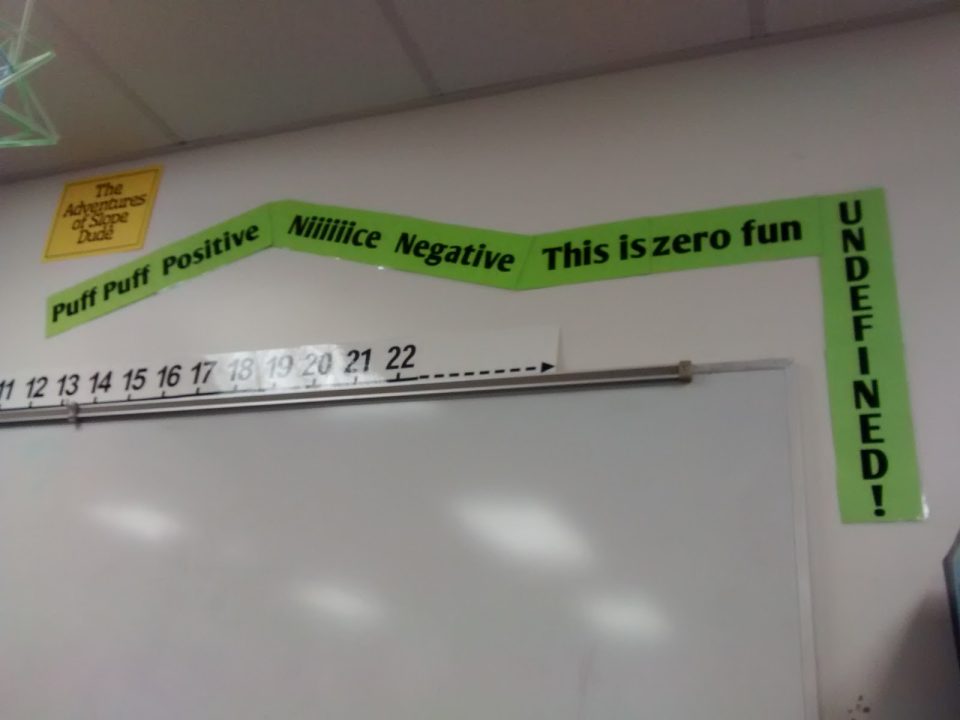 The
Adventures
of Slope
Dude
Puff Puff Positive
Niiiiiice Negative
This is zero fun
UNDEFINED!
11 12 13 14 15 16 17 18 19 20 21 22